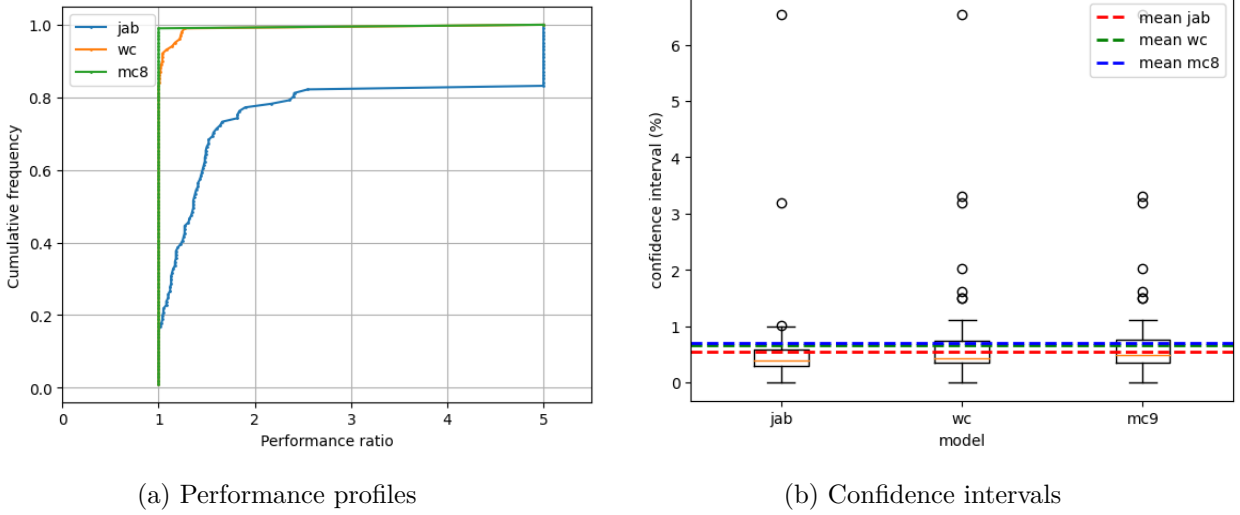 1.0
0.8
0.6
0.4
0.2
0.0
Cumulative frequency
jab
wc
mc8
0
1
2
3
4
5
Performance ratio
(a) Performance profiles
6
5
4
3
2
1
0
confidence interval (%)
mean jab
mean wc
mean mc8
jab
wc
mc9
model
(b) Confidence intervals